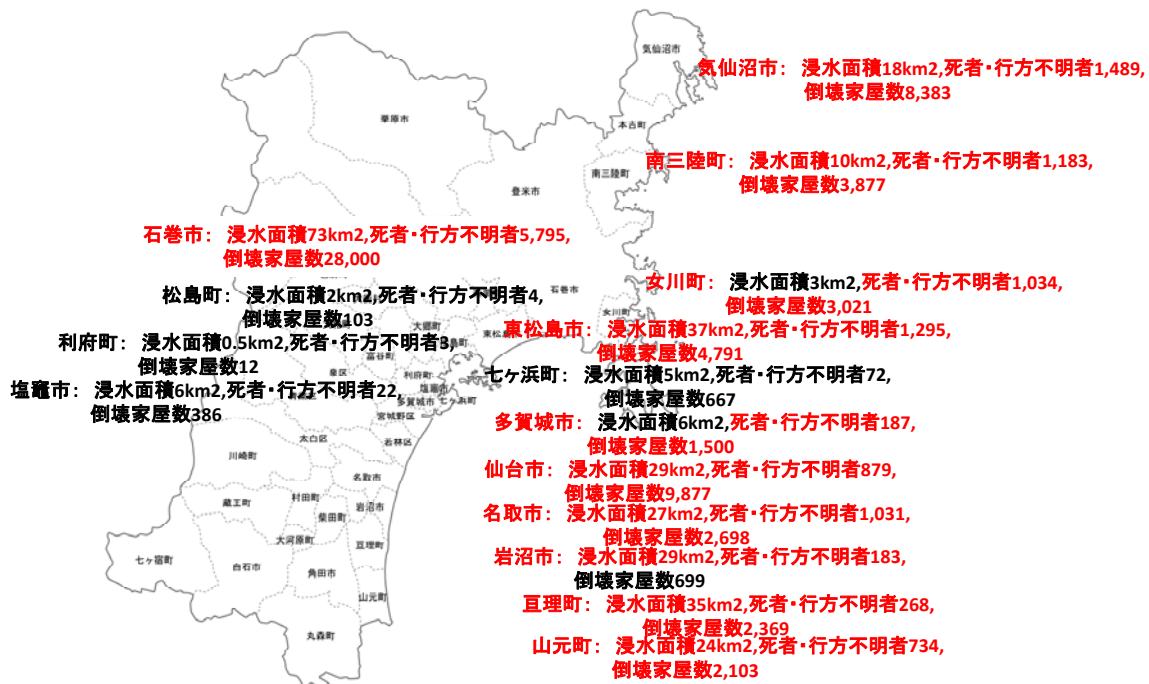 気仙沼市
気仙沼市： 浸水面積18km2,死者・行方不明者1,489,
倒壊家屋数8,383
栗原市
本吉町
南三陸町： 浸水面積10km2,死者・行方不明者1,183,
倒壊家屋数3,877
南三陸町
登米市
石巻市： 浸水面積73km2,死者・行方不明者5,795,
倒壊家屋数28,000
女川町： 浸水面積3km2,死者・行方不明者1,034,
倒壊家屋数3,021
石巻市
女川町
松島町： 浸水面積2km2,死者・行方不明者4,
倒壊家屋数103
大郷町
東松島市： 浸水面積37km2,死者・行方不明者1,295,
倒壊家屋数4,791
利府町： 浸水面積0.5km2,死者・行方不明者3,
倒壊家屋数12
富谷町
泉区
利府町
七ヶ浜町： 浸水面積5km2,死者・行方不明者72,
倒壊家屋数667
塩竈市： 浸水面積6km2,死者・行方不明者22,
倒壊家屋数386
塩竈市
多賀城市
七ヶ浜町
宮城野区
多賀城市： 浸水面積6km2,死者・行方不明者187,
倒壊家屋数1,500
太白区
若林区
川崎町
名取市
仙台市： 浸水面積29km2,死者・行方不明者879,
倒壊家屋数9,877
蔵王町
村田町
柴田町
岩沼市
名取市： 浸水面積27km2,死者・行方不明者1,031,
倒壊家屋数2,698
大河原町
亘理町
岩沼市： 浸水面積29km2,死者・行方不明者183,
倒壊家屋数699
七ヶ宿町
白石市
角田市
亘理町： 浸水面積35km2,死者・行方不明者268,
倒壊家屋数2,369
山元町
丸森町
山元町： 浸水面積24km2,死者・行方不明者734,
倒壊家屋数2,103